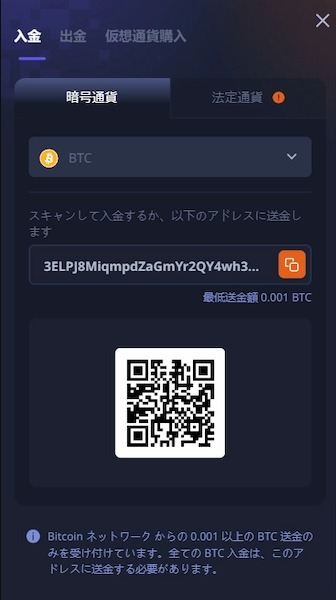 入金 出金 仮想通貨購入
暗号通貨 法定通貨
BTC
スキャンして入金するか、以下のアドレスに送金し
ます
3ELPJ8MiqmpdZaGmYr2QY4wh3...
最低送金額 0.001 BTC
Bitcoin ネットワーク からの 0.001 以上の BTC 送金の
みを受け付けています。全ての BTC 入金は、このア
ドレスに送金する必要があります。